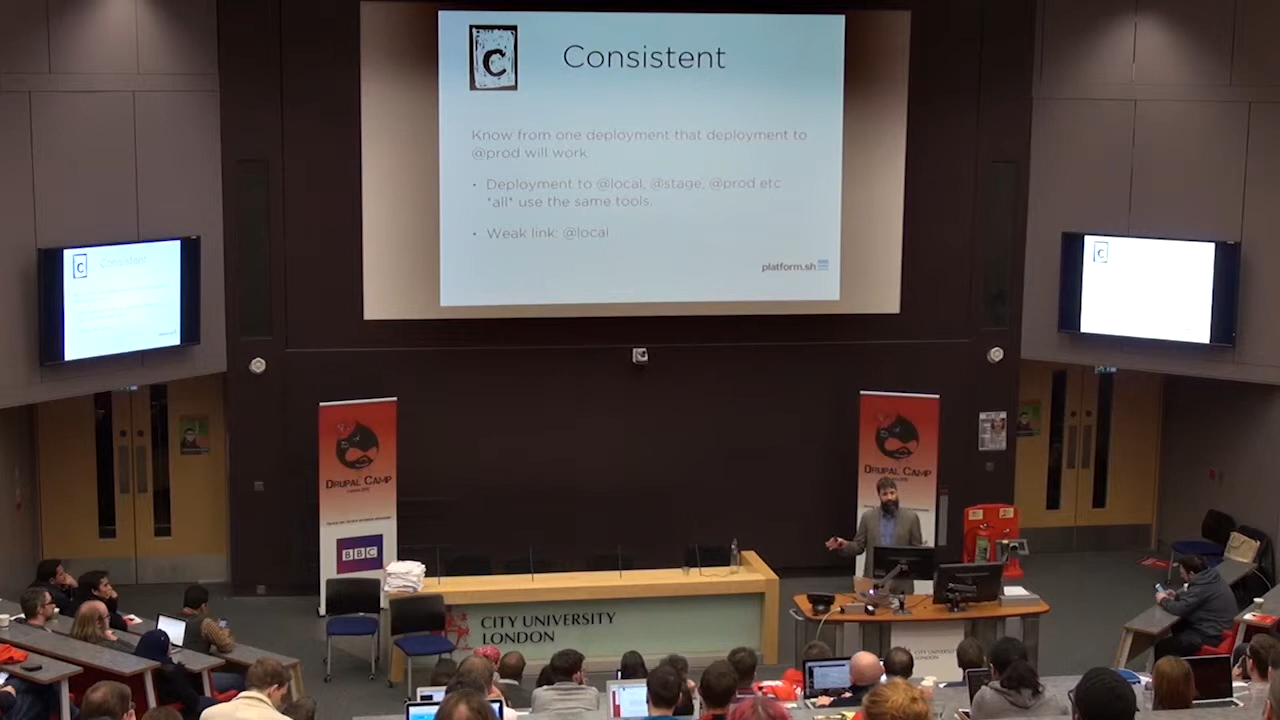 C
Consistent
Know from one deployment that deployment to
@prod will work.
• Deployment to @local, @stage, @prod etc
*all* use the same tools.
• Weak link: @local
platform.sh
C
Consistent
C
DRUPAL CAMP
BBC
DRUPAL CAMP
CITY UNIVERSITY
LONDON